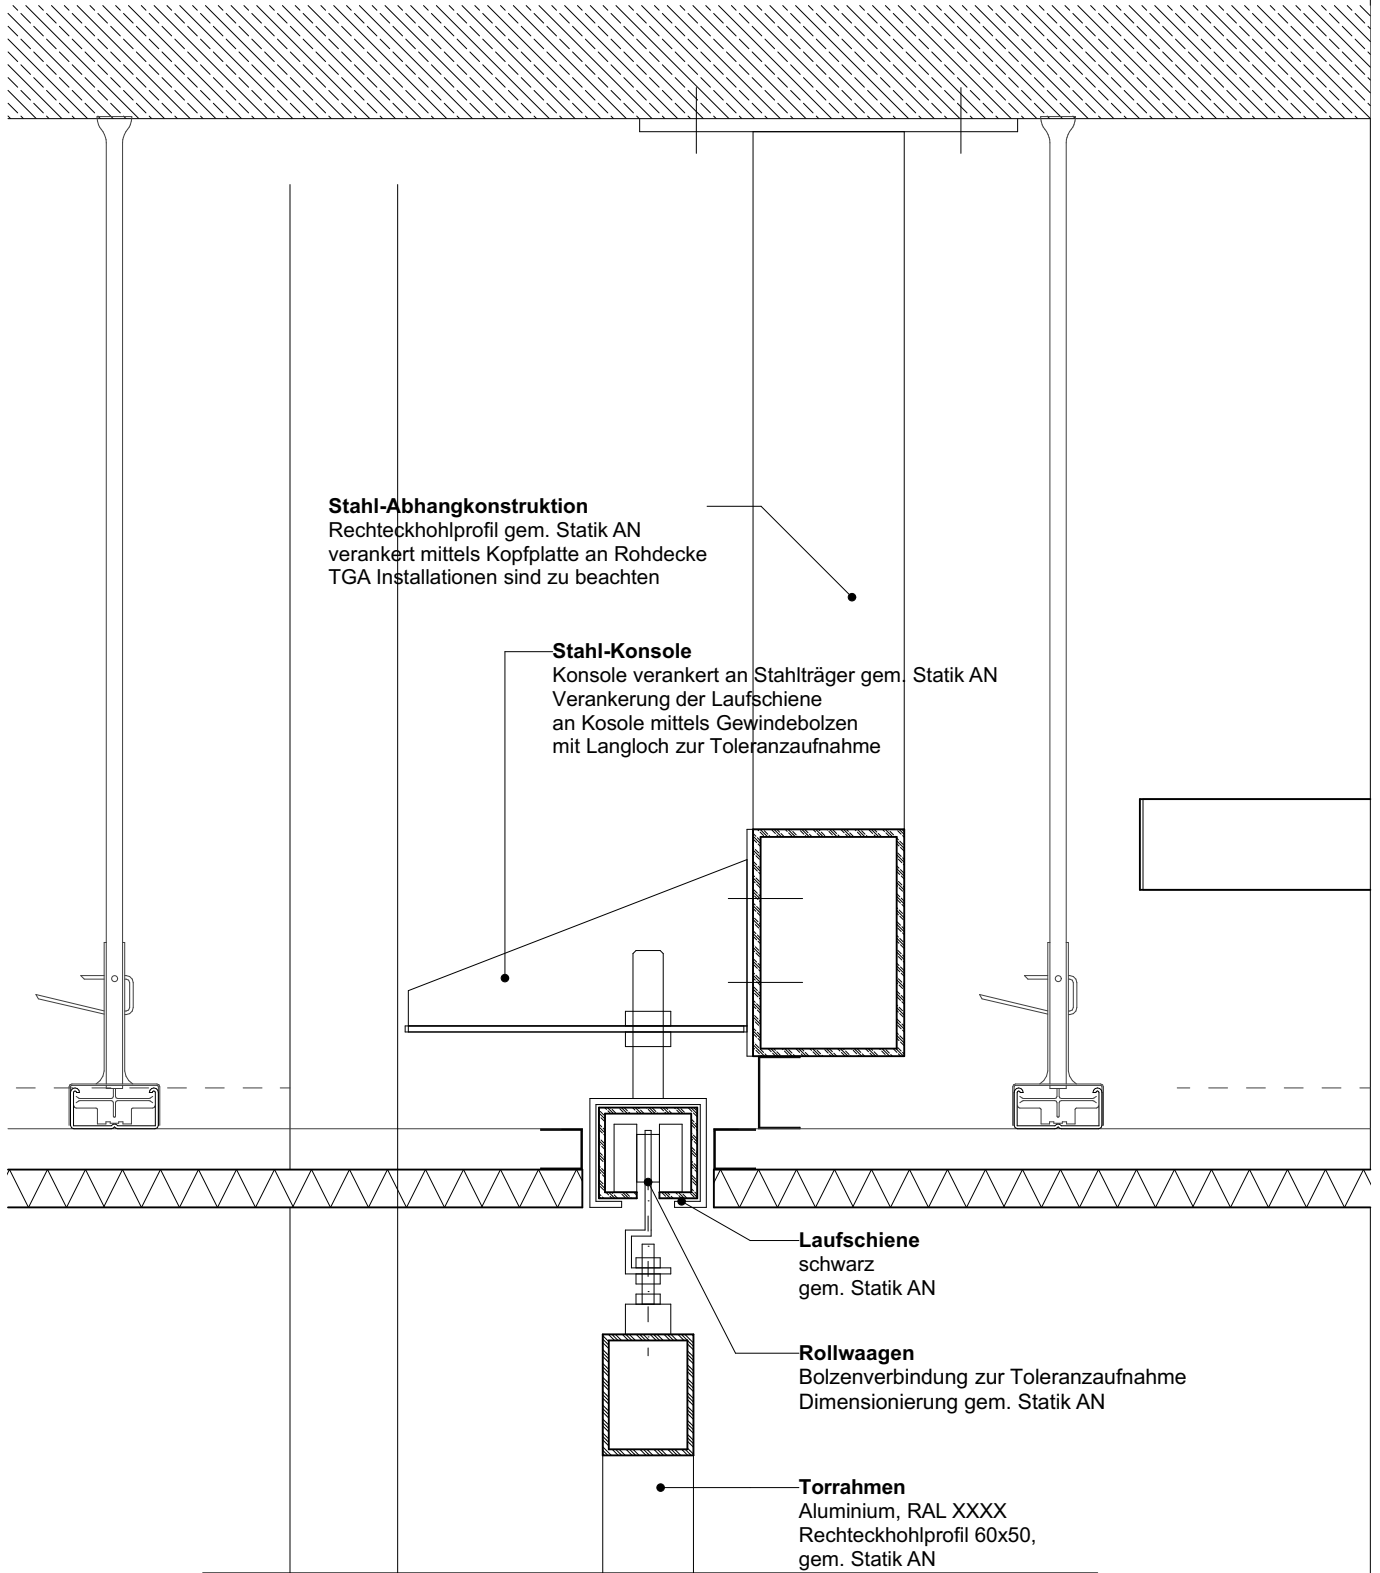 Stahl-Abhangkonstruktion
Rechteckhohlprofil gem. Statik AN
verankert mittels Kopfplatte an Rohdecke
TGA Installationen sind zu beachten
Stahl-Konsole
Konsole verankert an Stahlträger gem. Statik AN
Verankerung der Laufschiene
an Kosole mittels Gewindebolzen
mit Langloch zur Toleranzaufnahme
Laufschiene
schwarz
gem. Statik AN
Rollwaagen
Bolzenverbindung zur Toleranzaufnahme
Dimensionierung gem. Statik AN
Torrahmen
Aluminium, RAL XXXX
Rechteckhohlprofil 60x50,
gem. Statik AN